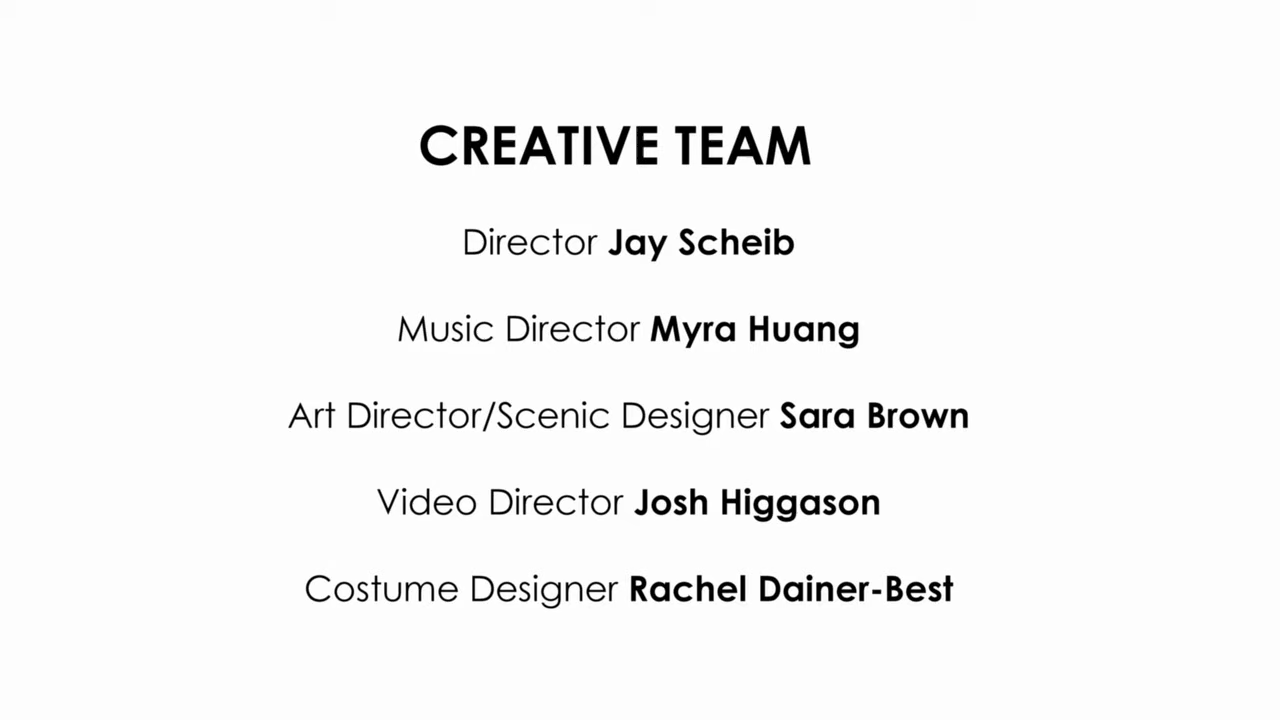 CREATIVE TEAM
Director Jay Scheib
Music Director Myra Huang
Art Director/Scenic Designer Sara Brown
Video Director Josh Higgason
Costume Designer Rachel Dainer-Best